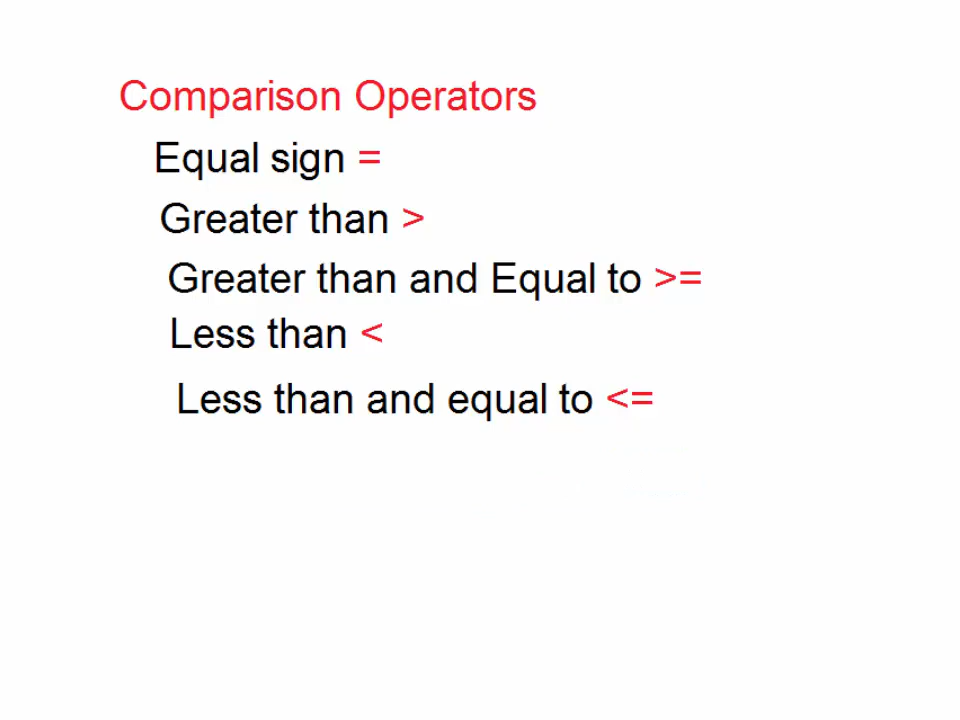 Comparison Operators
Equal sign =
Greater than >
Greater than and Equal to >=
Less than <
Less than and equal to <=